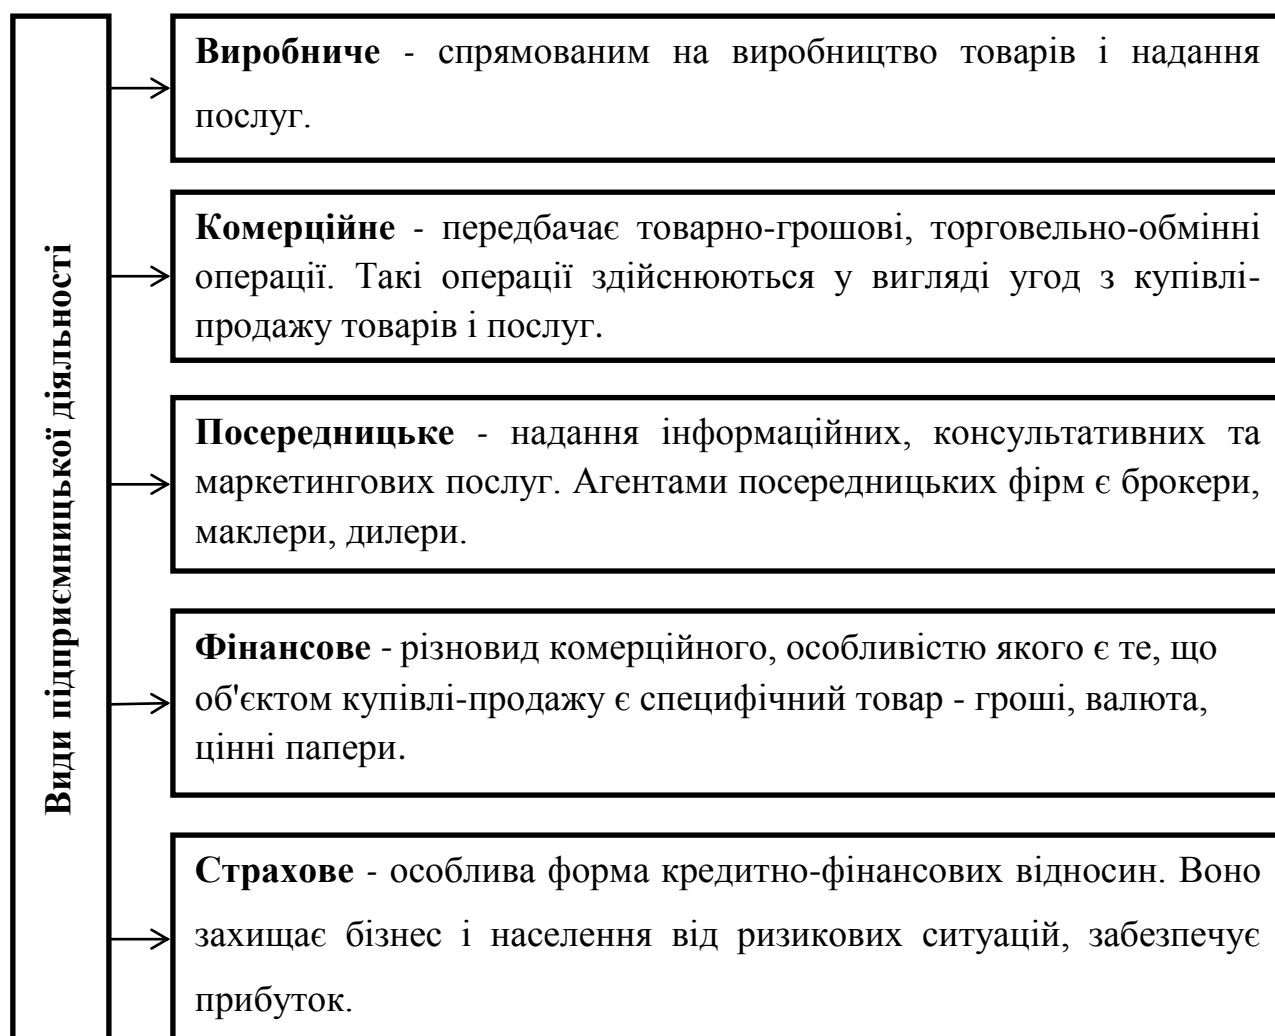 Види підприємницької діяльності
Виробниче - спрямованим на виробництво товарів і надання
послуг.
Комерційне - передбачає товарно-грошові, торговельно-обмінні
операції. Такі операції здійснюються у вигляді угод з купівлі-
продажу товарів і послуг.
Посередницьке - надання інформаційних, консультативних та
маркетингових послуг. Агентами посередницьких фірм є брокери,
маклери, дилери.
Фінансове - різновид комерційного, особливістю якого є те, що
об'єктом купівлі-продажу є специфічний товар - гроші, валюта,
цінні папери.
Страхове - особлива форма кредитно-фінансових відносин. Воно
захищає бізнес і населення від ризикових ситуацій, забезпечує
прибуток.